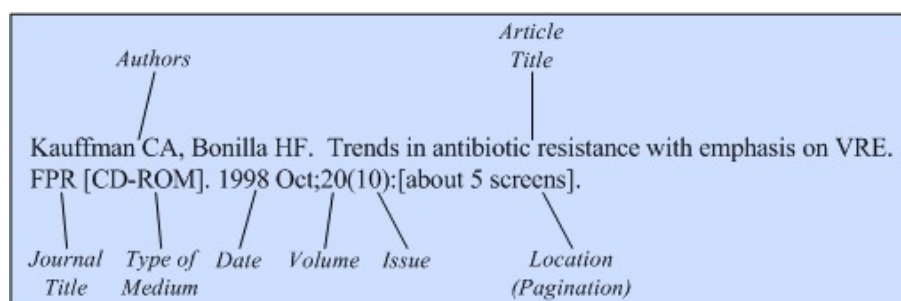 Article
Authors Title
Kauffman CA, Bonilla HF. Trends in antibiotic resistance with emphasis on VRE.
FPR [CD-ROM]. 1998 Oct;20(10):[about 5 screens].
Journal Type of Date Volume Issue Location
Title Medium (Pagination)